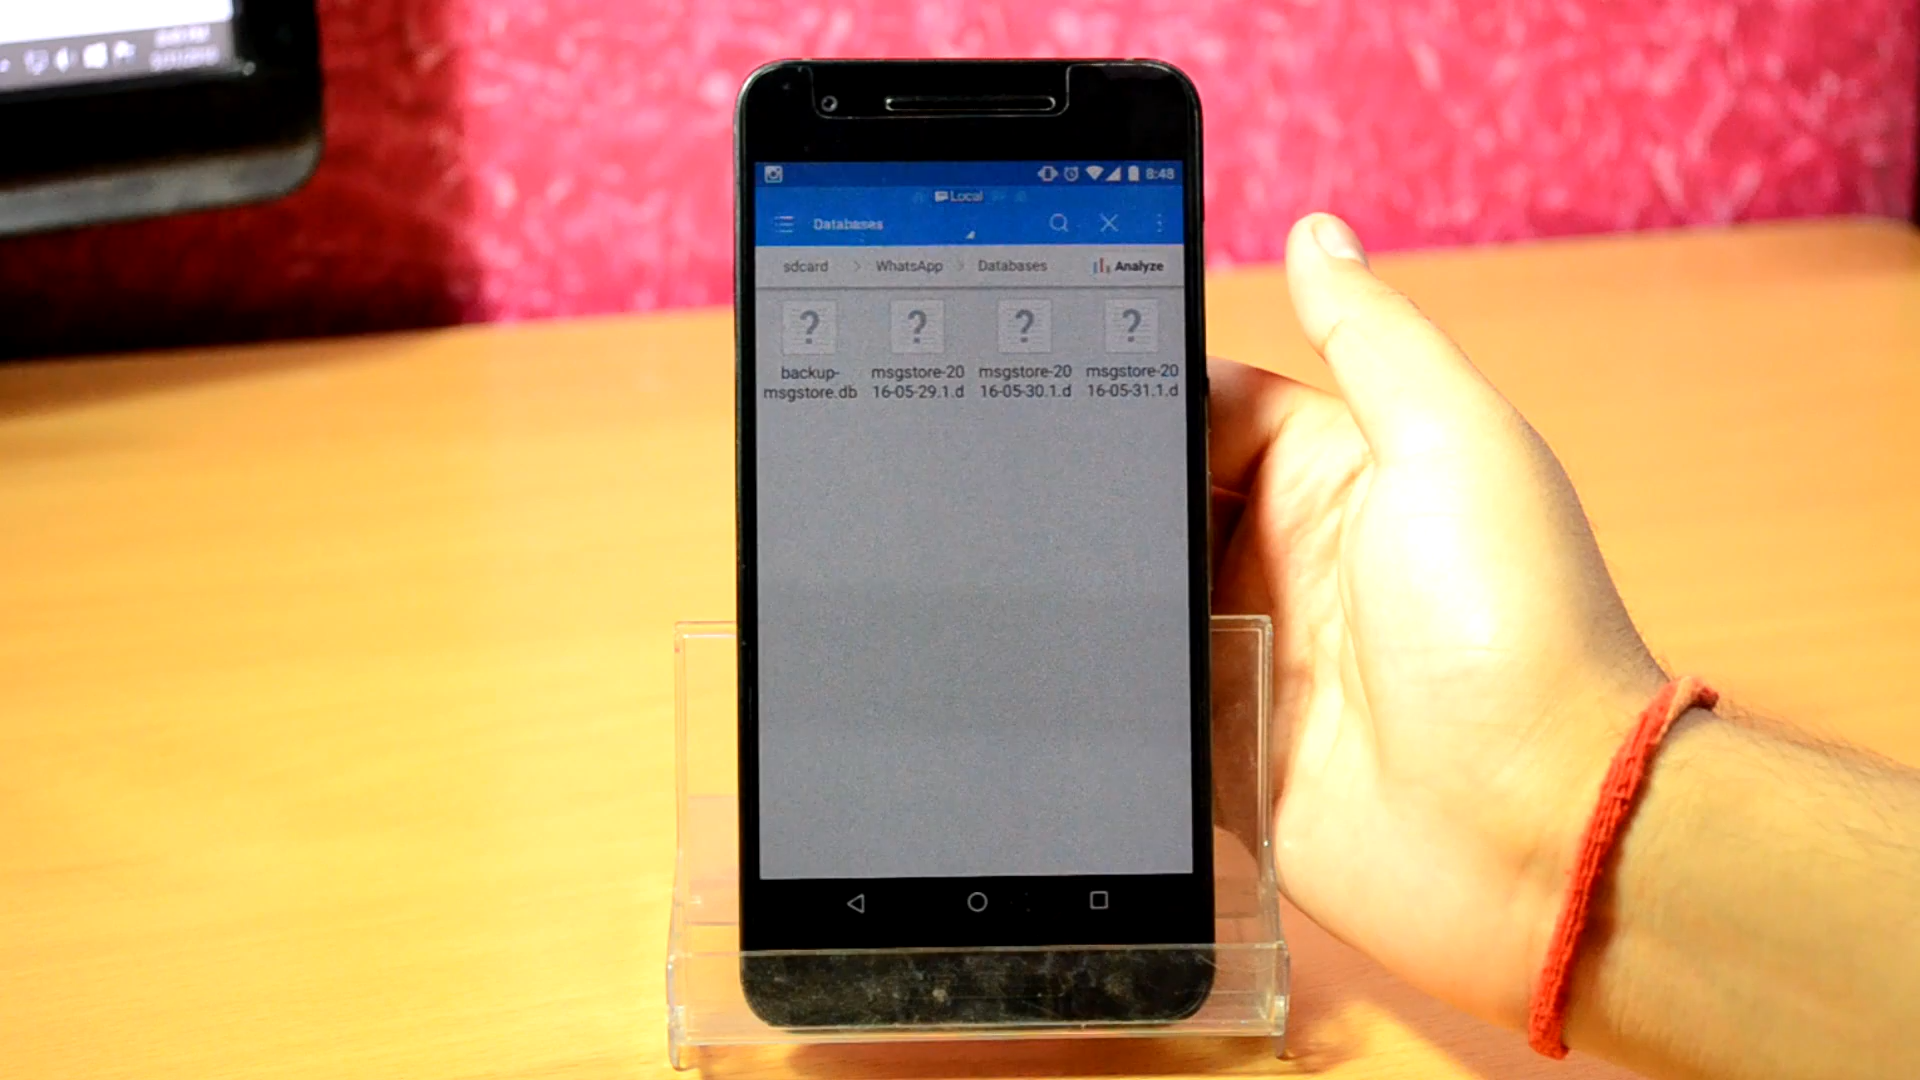 8:48
Local
Databases
sdcard > WhatsApp > Databases Analyze
? ? ? ?
backup-
msgstore.db
msgstore-20
16-05-29.1.d
msgstore-20
16-05-30.1.d
msgstore-20
16-05-31.1.d